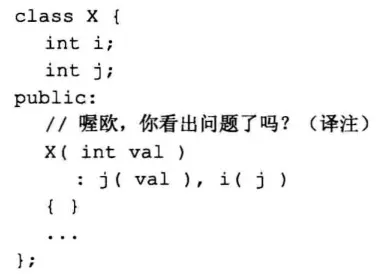 class X {
int i;
int j;
public:
// 喔欧，你看出问题了吗？（译注）
X( int val )
: j( val ), i( j )
{ }
...
};